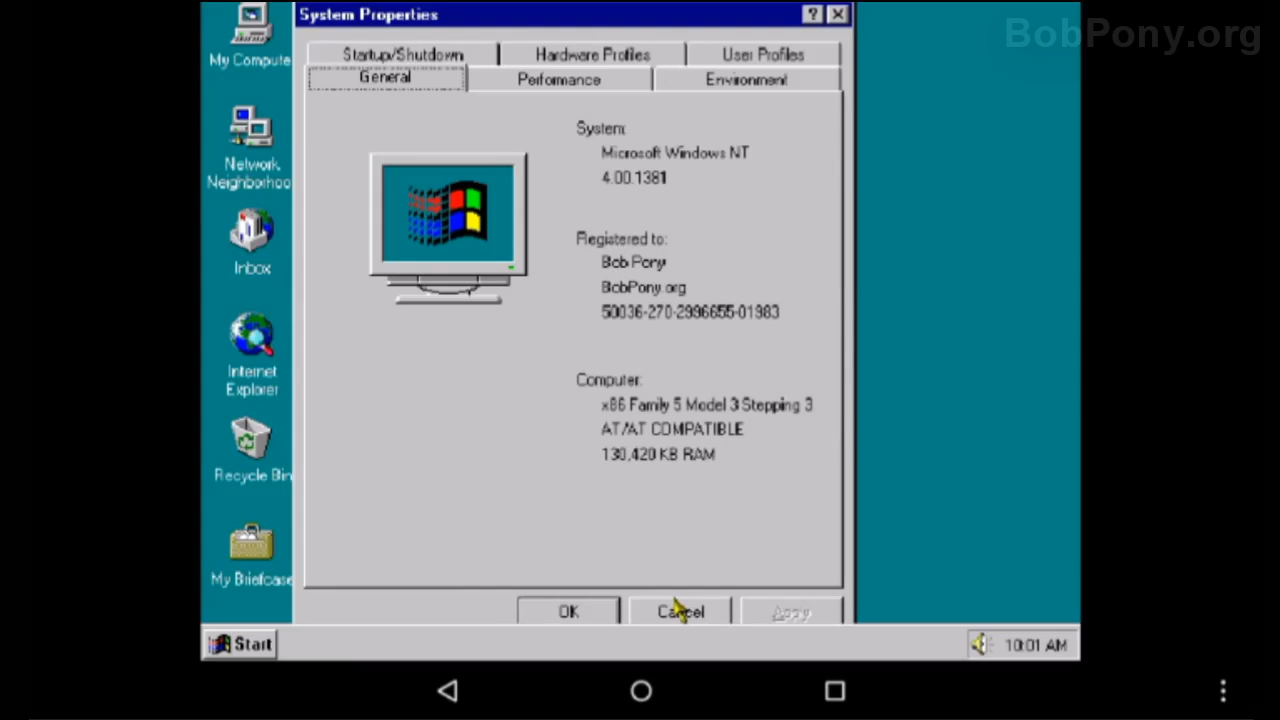 BobPony.org
System Properties
My Compute
Startup/Shutdown
Hardware Profiles
User Profiles
General
Performance
Environment
System:
Microsoft Windows NT
4.00.1381
Network
Neighborhoo
Registered to:
Bob Pony
BobPony.org
50036-270-2996655-01983
Inbox
Internet
Explorer
Computer:
x86 Family 5 Model 3 Stepping 3
AT/AT COMPATIBLE
130,420 KB RAM
Recycle Bin
My Briefcase
OK
Cancel
Apply
Start
10:01 AM